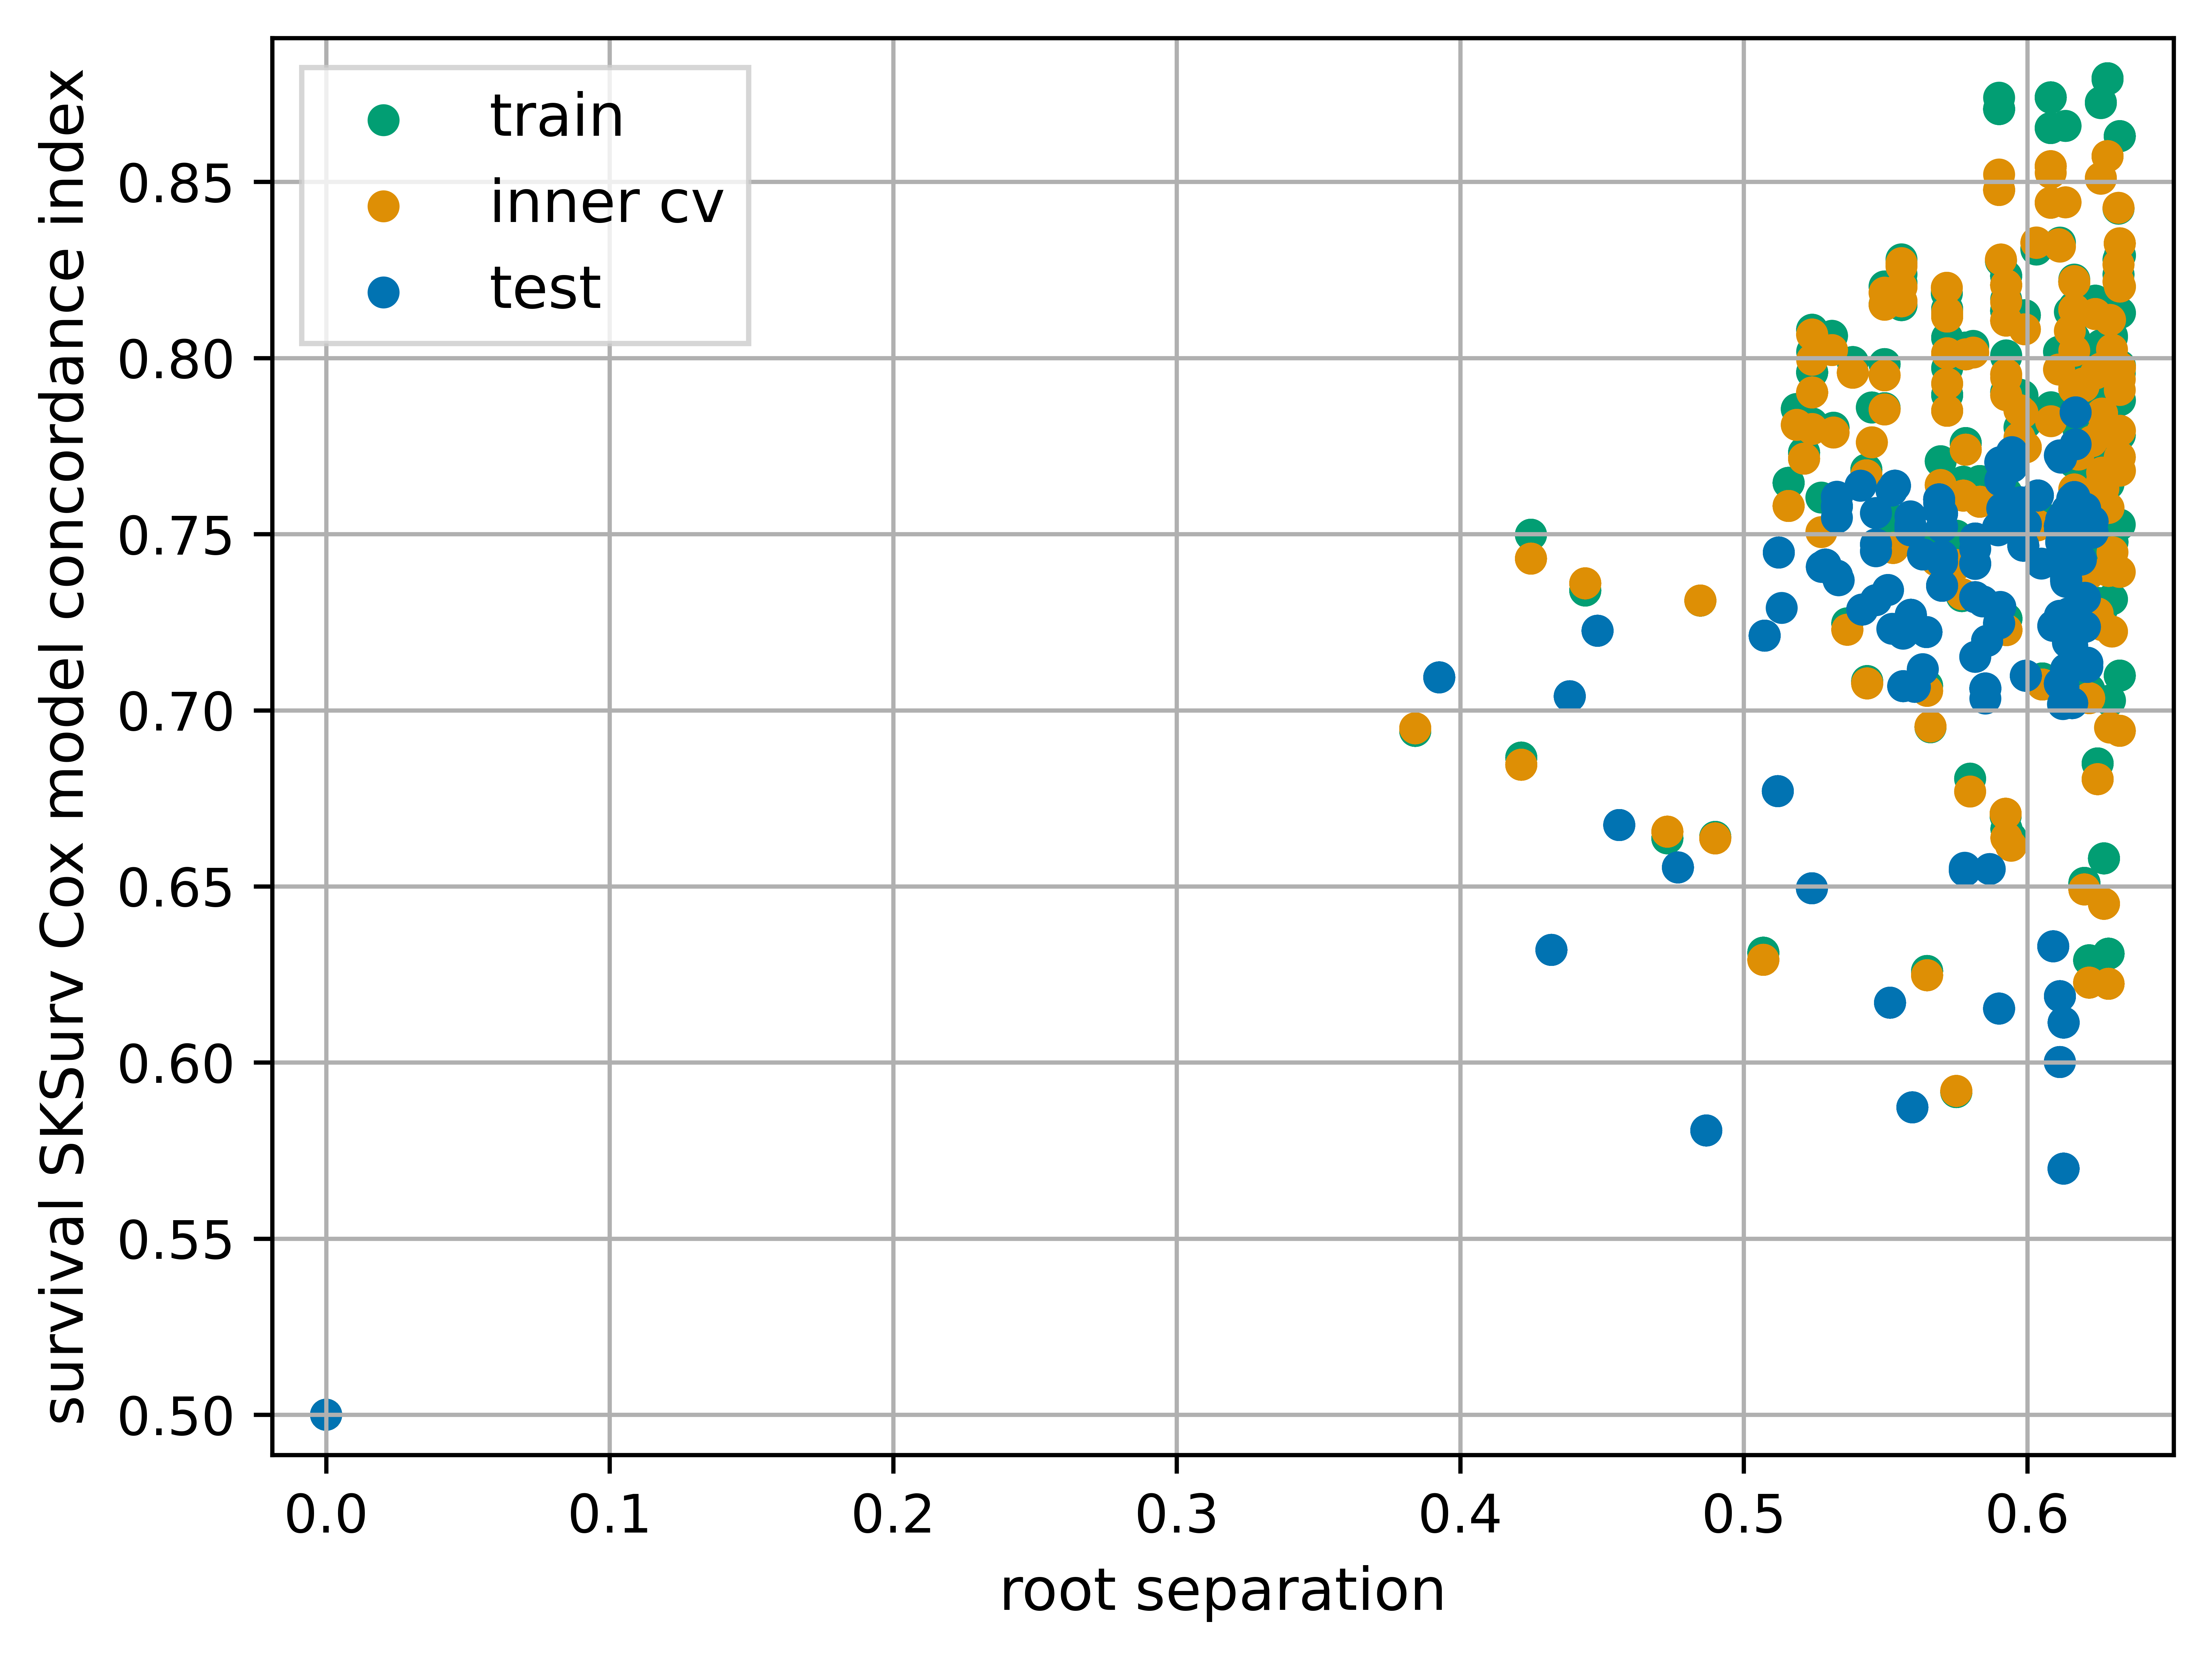 train
inner cv
test
survival SKSurv Cox model concordance index
0.85
0.80
0.75
0.70
0.65
0.60
0.55
0.50
0.0 0.1 0.2 0.3 0.4 0.5 0.6
root separation